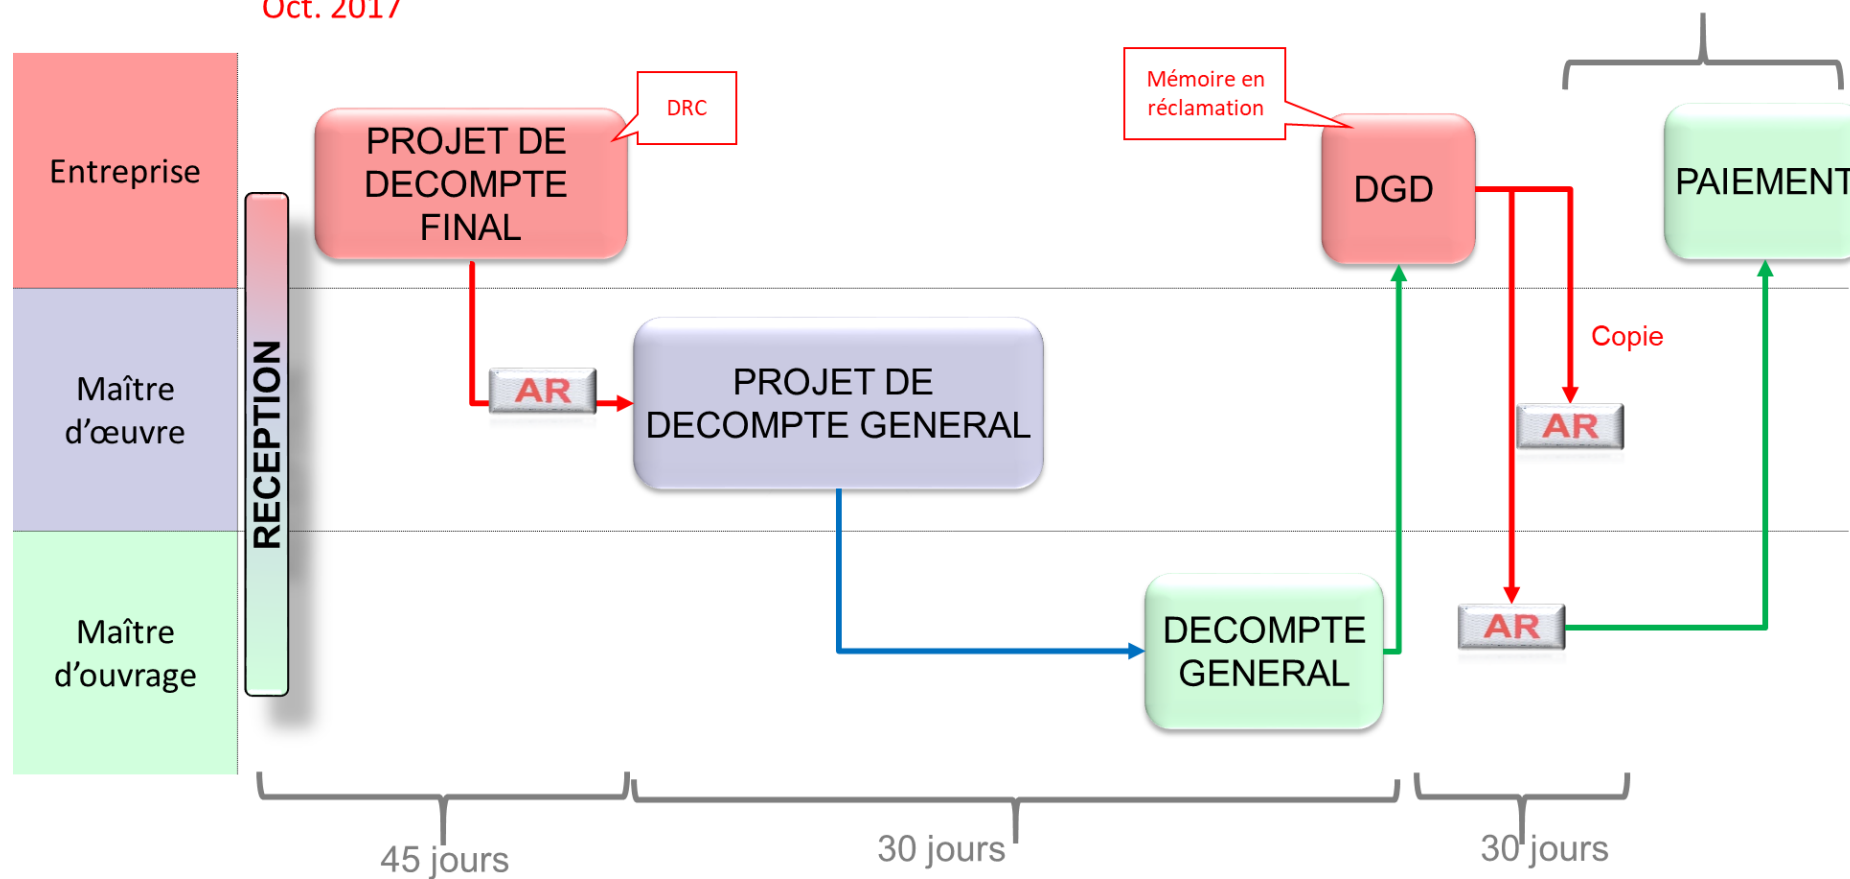 Oct. 2017
DRC
Mémoire en
réclamation
Entreprise
PROJET DE
DECOMPTE
FINAL
DGD
PAIEMENT
RECEPTION
Maître
d’œuvre
AR
PROJET DE
DECOMPTE GENERAL
Copie
AR
Maître
d’ouvrage
DECOMPTE
GENERAL
AR
45 jours
30 jours
30 jours